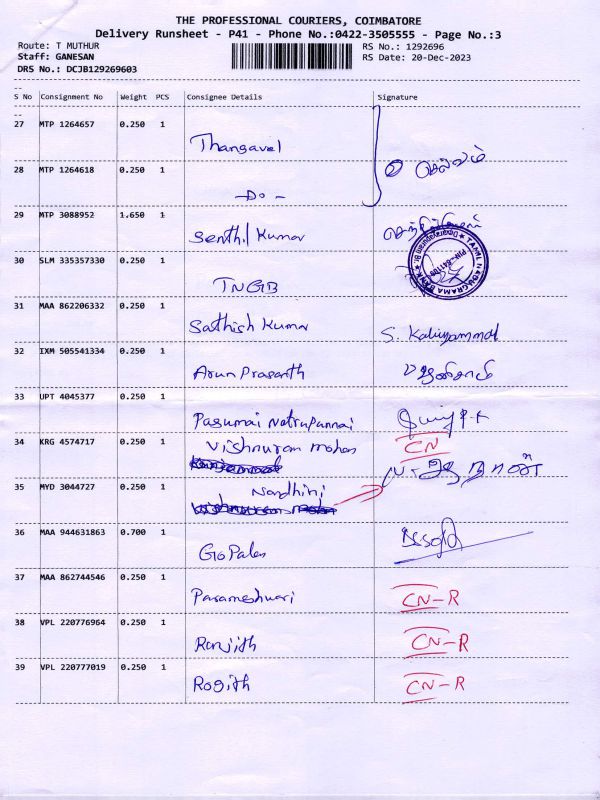 THE PROFESSIONAL COURIERS, COIMBATORE
Delivery Runsheet - P41 - Phone No.:0422-3505555 - Page No.:3
Route: T MUTHUR RS No.: 1292696
Staff: GANESAN RS Date: 20-Dec-2023
DRS No.: DCJB129269603
--
S No Consignment No Weight PCS Consignee Details Signature
--
27 MTP 1264657 0.250 1 Thangavel
28 MTP 1264618 0.250 1 -Do- செல்வம்
29 MTP 3088952 1.650 1 Senthil Kumar
30 SLM 335357330 0.250 1 TNGB
31 MAA 862206332 0.250 1 Sathish Kumar S. Kaliyammal
32 IXM 505541334 0.250 1 Arun Prasanth
33 UPT 4045377 0.250 1 Pasumai Natrupannai
34 KRG 4574717 0.250 1 Vishnuram mohan CN
35 MYD 3044727 0.250 1 Nandhini
36 MAA 944631863 0.700 1 GoPalan
37 MAA 862744546 0.250 1 Parameshwari CN-R
38 VPL 220776964 0.250 1 Ranjith CN-R
39 VPL 220777019 0.250 1 Rogith CN-R